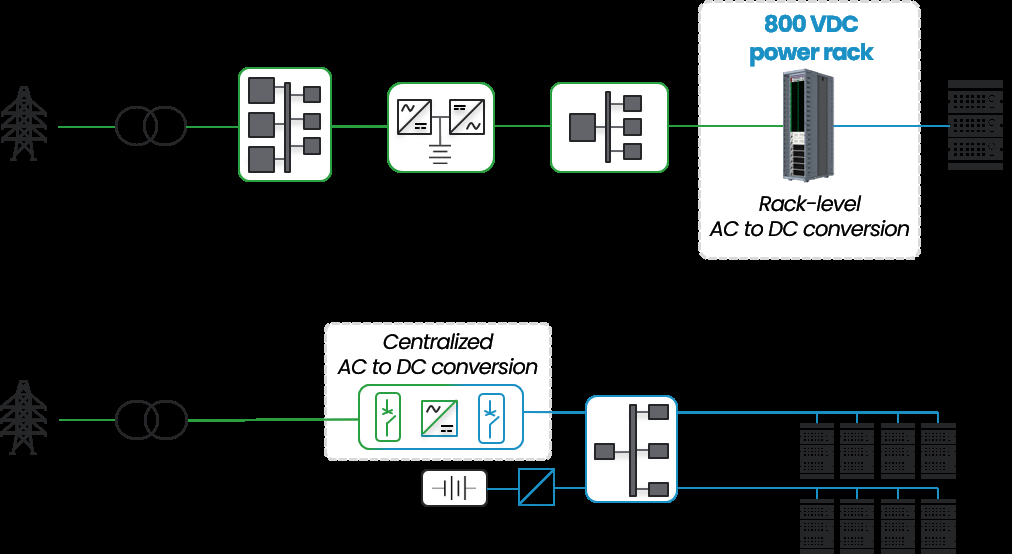 800 VDC
power rack
Rack-level
AC to DC conversion
Centralized
AC to DC conversion